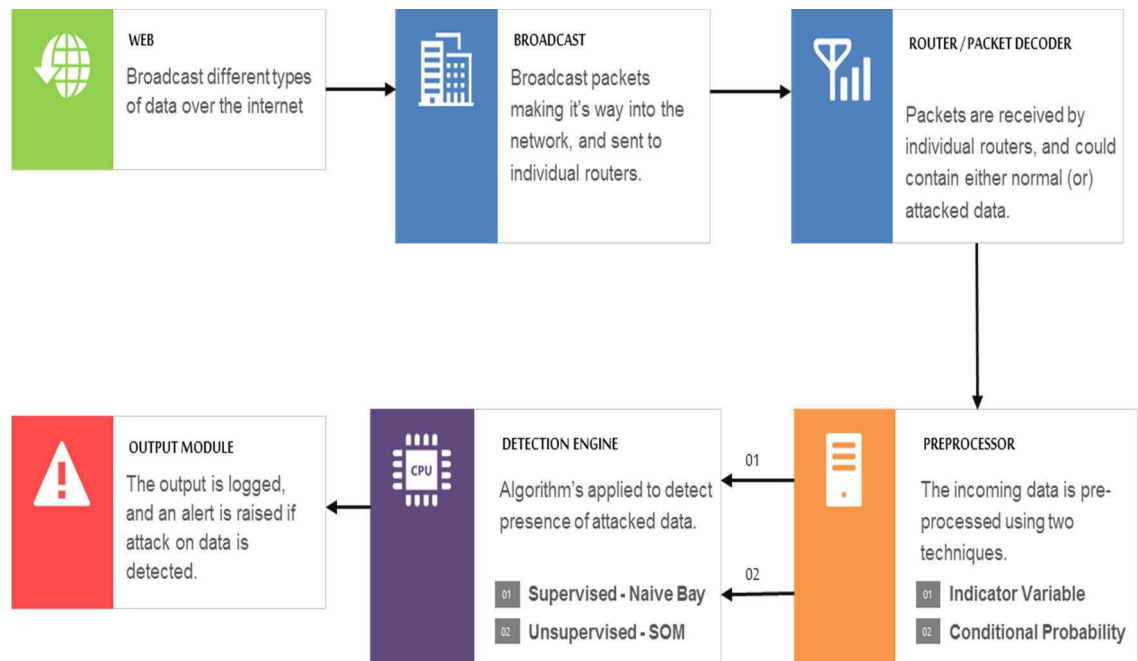 WEB
Broadcast different types
of data over the internet
BROADCAST
Broadcast packets
making it's way into the
network, and sent to
individual routers.
ROUTER / PACKET DECODER
Packets are received by
individual routers, and could
contain either normal (or)
attacked data.
PREPROCESSOR
The incoming data is pre-
processed using two
techniques.
01 Indicator Variable
02 Conditional Probability
01
02
CPU
DETECTION ENGINE
Algorithm's applied to detect
presence of attacked data.
01 Supervised - Naive Bay
02 Unsupervised - SOM
OUTPUT MODULE
The output is logged,
and an alert is raised if
attack on data is
detected.